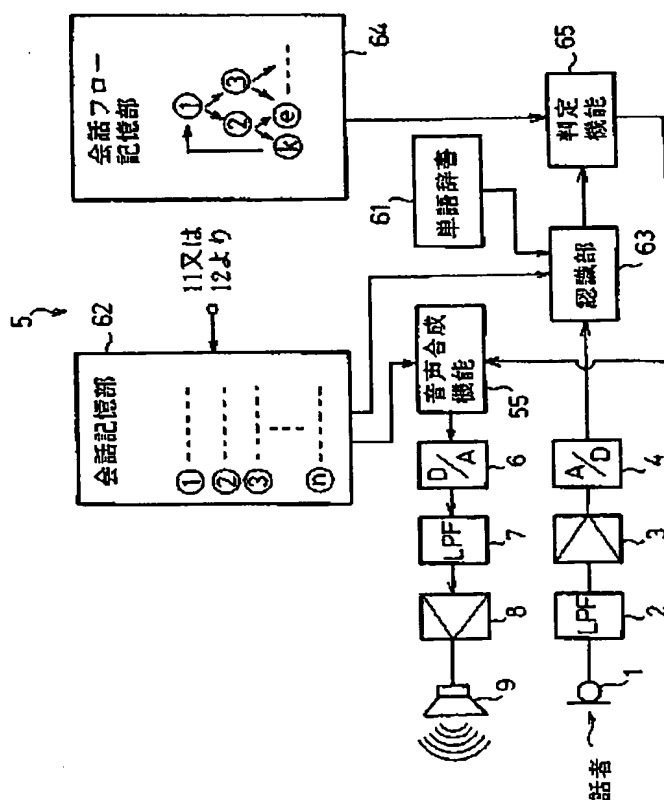 5
62
会話記憶部
① -----
② -----
③ -----
ⓝ -----
11又は
12より
64
会話フロー
記憶部
①
②
③
ⓚ
ⓔ
61
単語辞書
65
判定
機能
63
認識部
音声合成
機能
55
D/A
6
LPF
7
8
9
A/D
4
3
LPF
2
1
話者